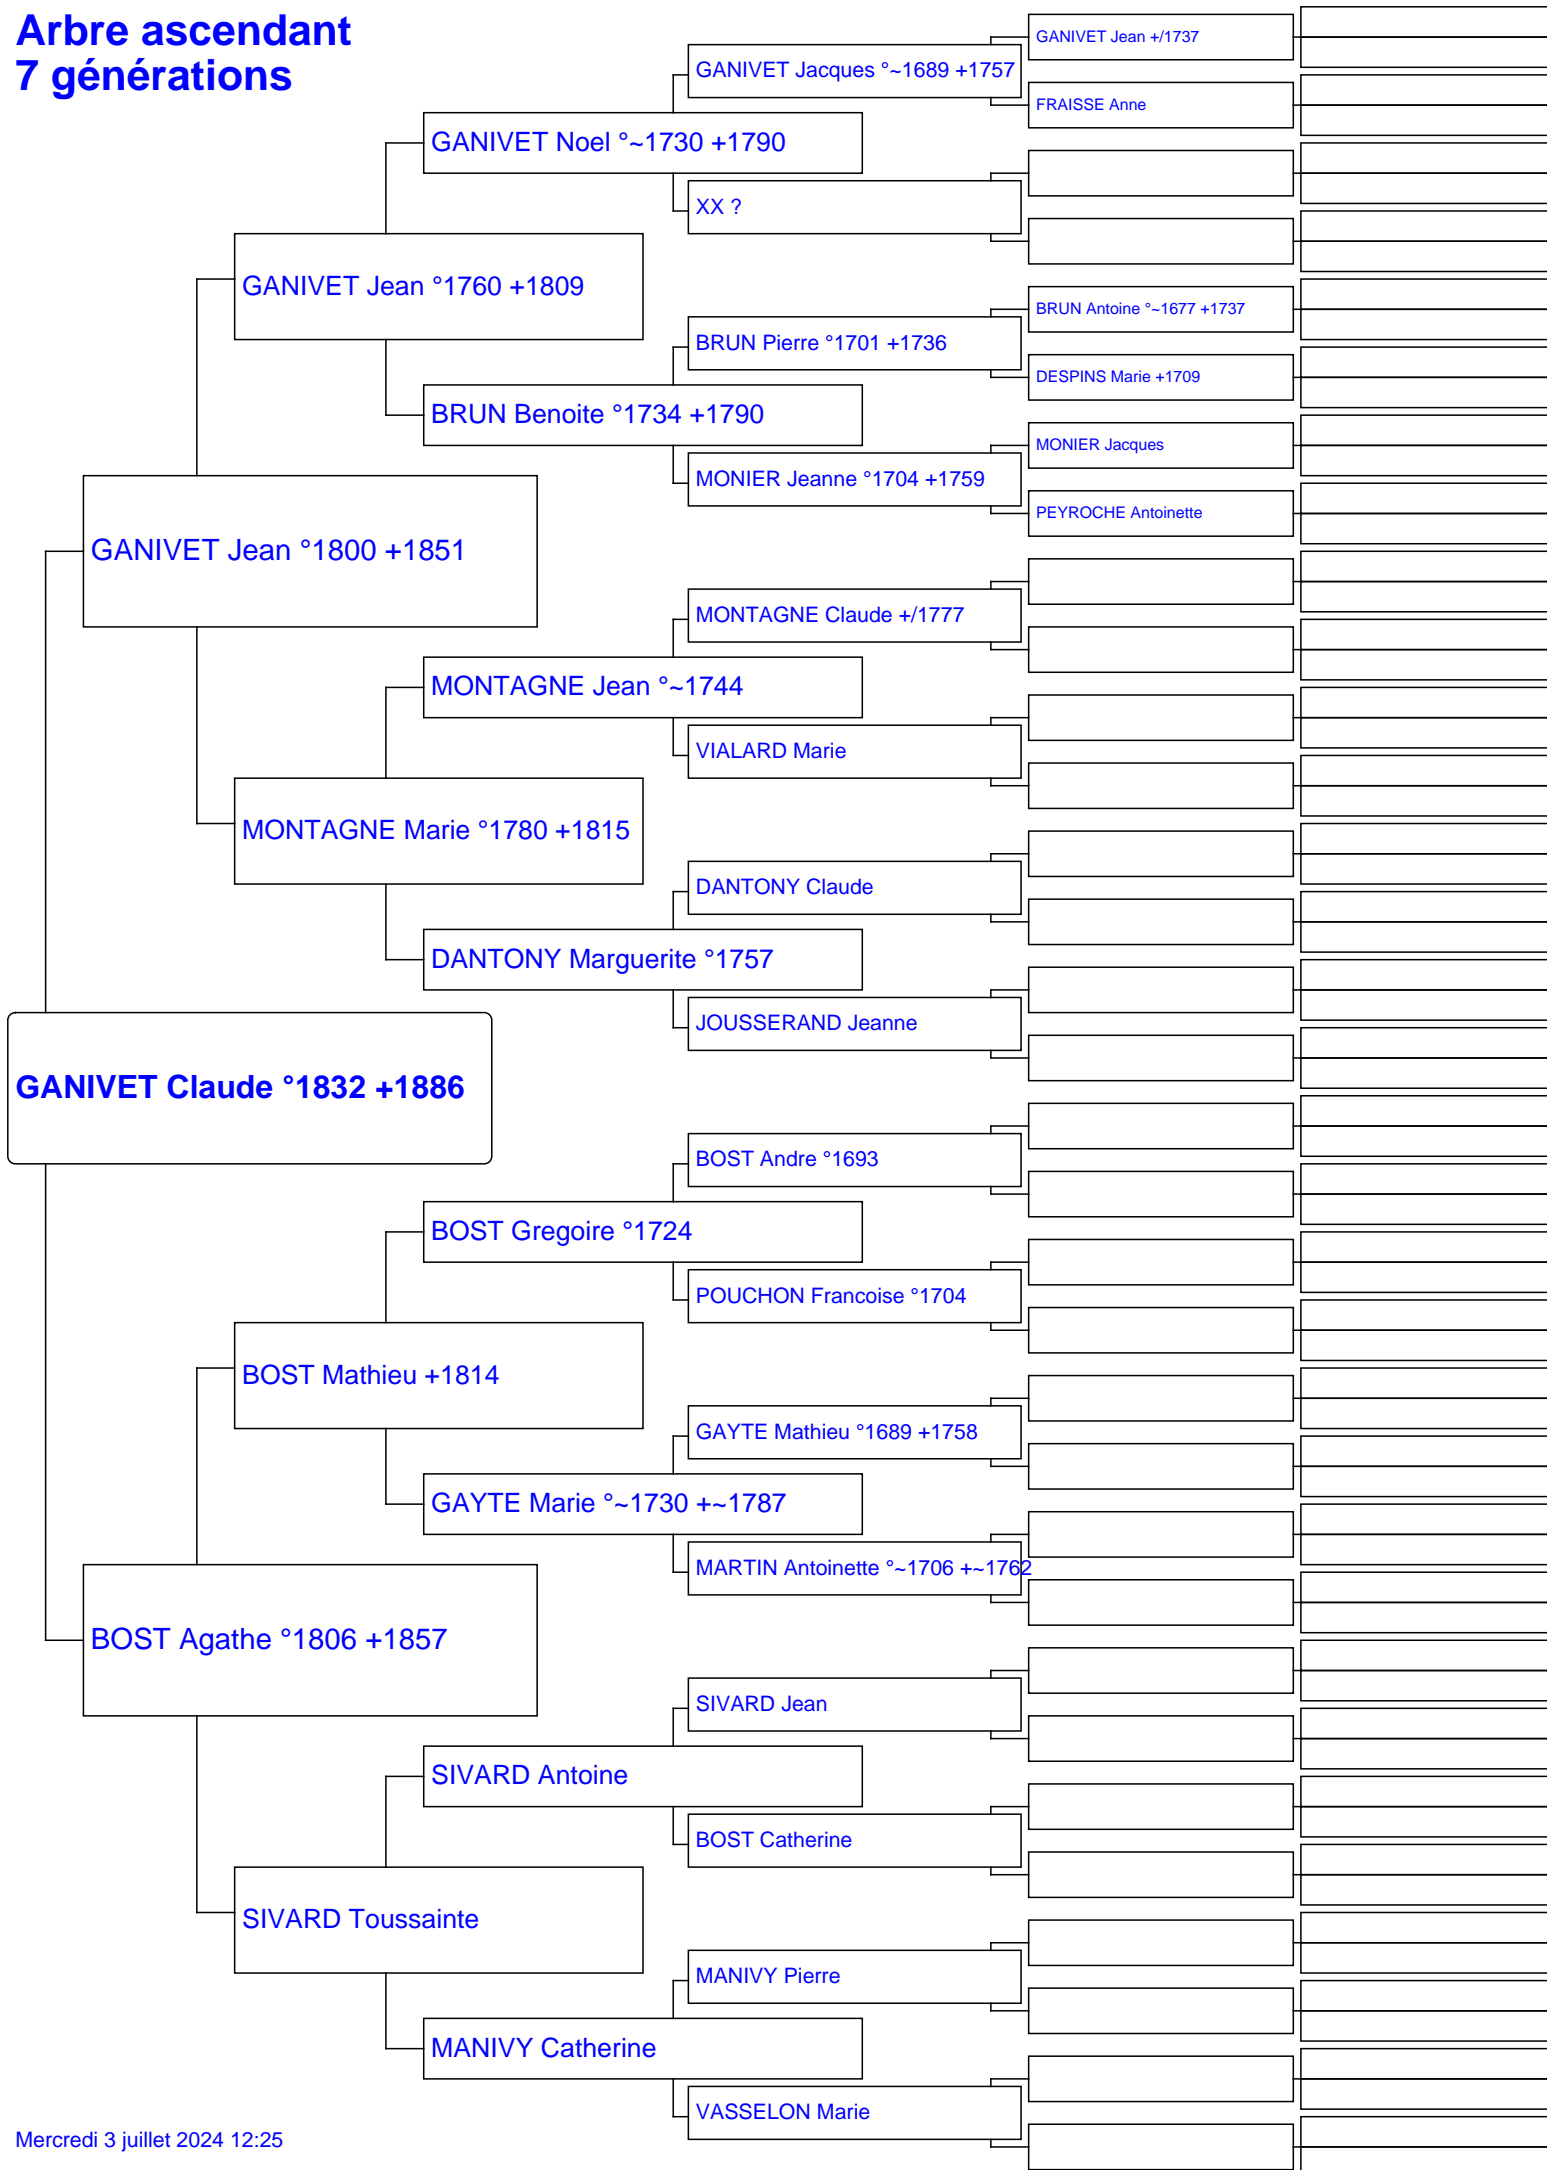 Arbre ascendant
7 générations
GANIVET Jean +/1737
GANIVET Jacques °~1689 +1757
FRAISSE Anne
GANIVET Noel °~1730 +1790
XX ?
GANIVET Jean °1760 +1809
BRUN Antoine °~1677 +1737
BRUN Pierre °1701 +1736
DESPINS Marie +1709
BRUN Benoite °1734 +1790
MONIER Jacques
MONIER Jeanne °1704 +1759
PEYROCHE Antoinette
GANIVET Jean °1800 +1851
MONTAGNE Claude +/1777
MONTAGNE Jean °~1744
VIALARD Marie
MONTAGNE Marie °1780 +1815
DANTONY Claude
DANTONY Marguerite °1757
JOUSSERAND Jeanne
GANIVET Claude °1832 +1886
BOST Andre °1693
BOST Gregoire °1724
POUCHON Francoise °1704
BOST Mathieu +1814
GAYTE Mathieu °1689 +1758
GAYTE Marie °~1730 +~1787
MARTIN Antoinette °~1706 +~1762
BOST Agathe °1806 +1857
SIVARD Jean
SIVARD Antoine
BOST Catherine
SIVARD Toussainte
MANIVY Pierre
MANIVY Catherine
VASSELON Marie
Mercredi 3 juillet 2024 12:25